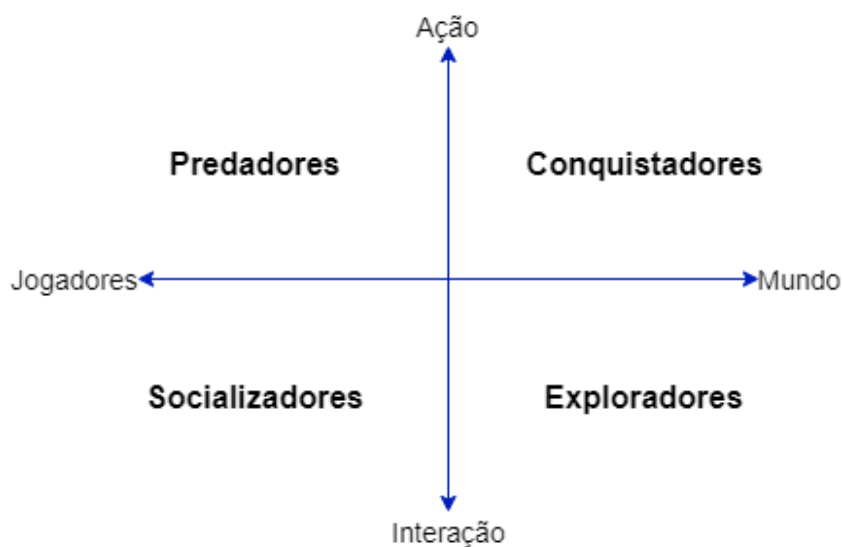 Ação
Predadores
Conquistadores
Jogadores
Mundo
Socializadores
Exploradores
Interação